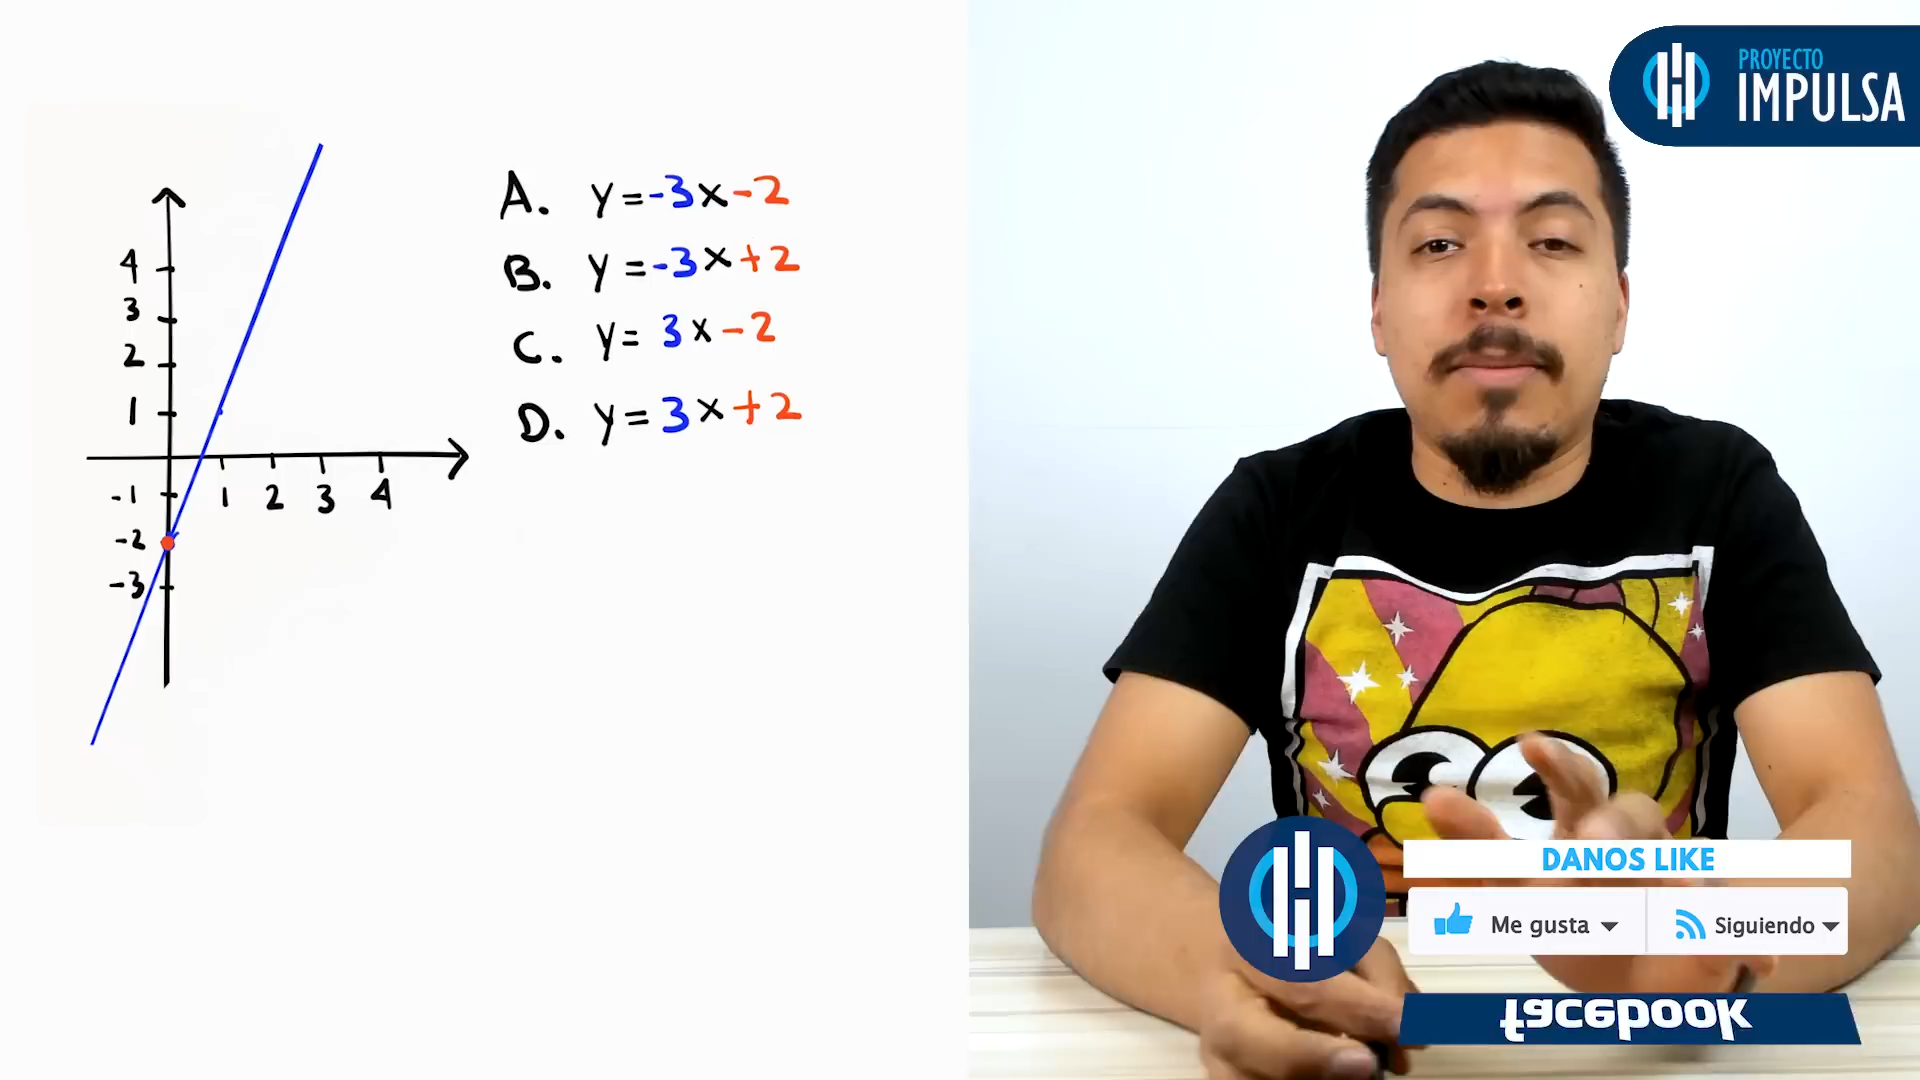 4
3
2
1
-1
-2
-3
1 2 3 4
A. y=-3x-2
B. y=-3x+2
C. y=3x-2
D. y=3x+2
PROYECTO
IMPULSA
DANOS LIKE
Me gusta
Siguiendo
facebook